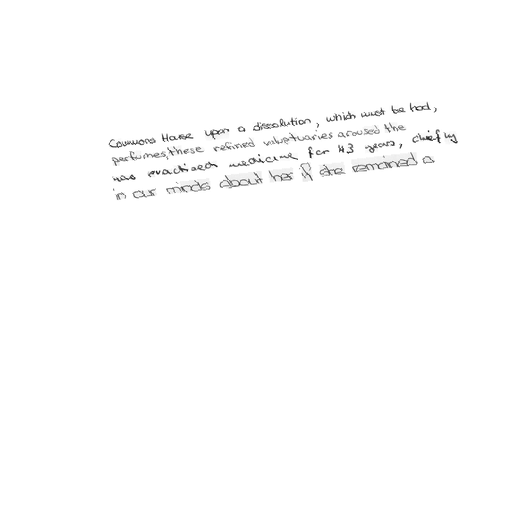 Commons House upon a dissolution, which must be had,
perfumes, these refined voluptuaries aroused the
has practised medicine for 43 years, chiefly
in our minds about her if she remained a